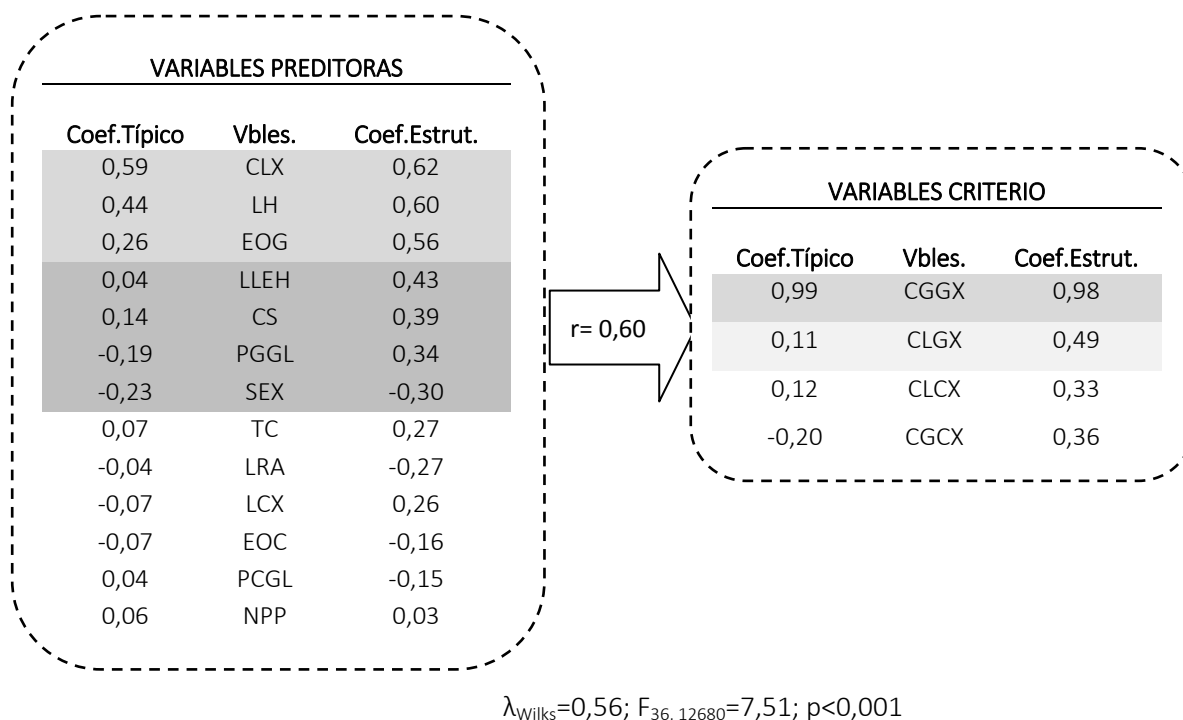 VARIABLES PREDITORAS
Coef.Típico Vbles. Coef.Estrut.
0,59 CLX 0,62
0,44 LH 0,60
0,26 EOG 0,56
0,04 LLEH 0,43
0,14 CS 0,39
-0,19 PGGL 0,34
-0,23 SEX -0,30
0,07 TC 0,27
-0,04 LRA -0,27
-0,07 LCX 0,26
-0,07 EOC -0,16
0,04 PCGL -0,15
0,06 NPP 0,03
r= 0,60
VARIABLES CRITERIO
Coef.Típico Vbles. Coef.Estrut.
0,99 CGGX 0,98
0,11 CLGX 0,49
0,12 CLCX 0,33
-0,20 CGCX 0,36
λWilks=0,56; F36, 12680=7,51; p<0,001